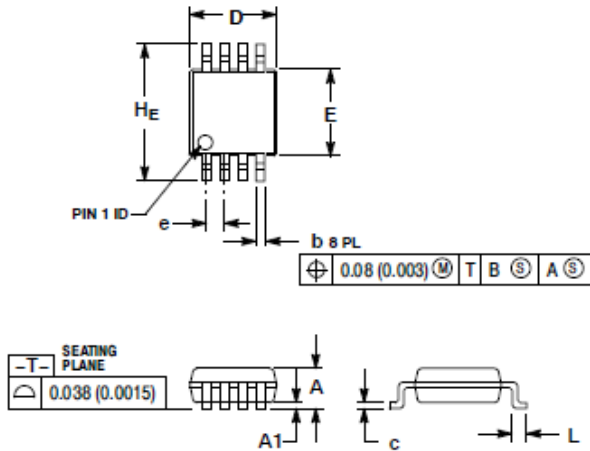 D
HE
E
PIN 1 ID
e
b 8 PL
0.08 (0.003) M T B S A S
-T-
SEATING
PLANE
0.038 (0.0015)
A
A1
c
L